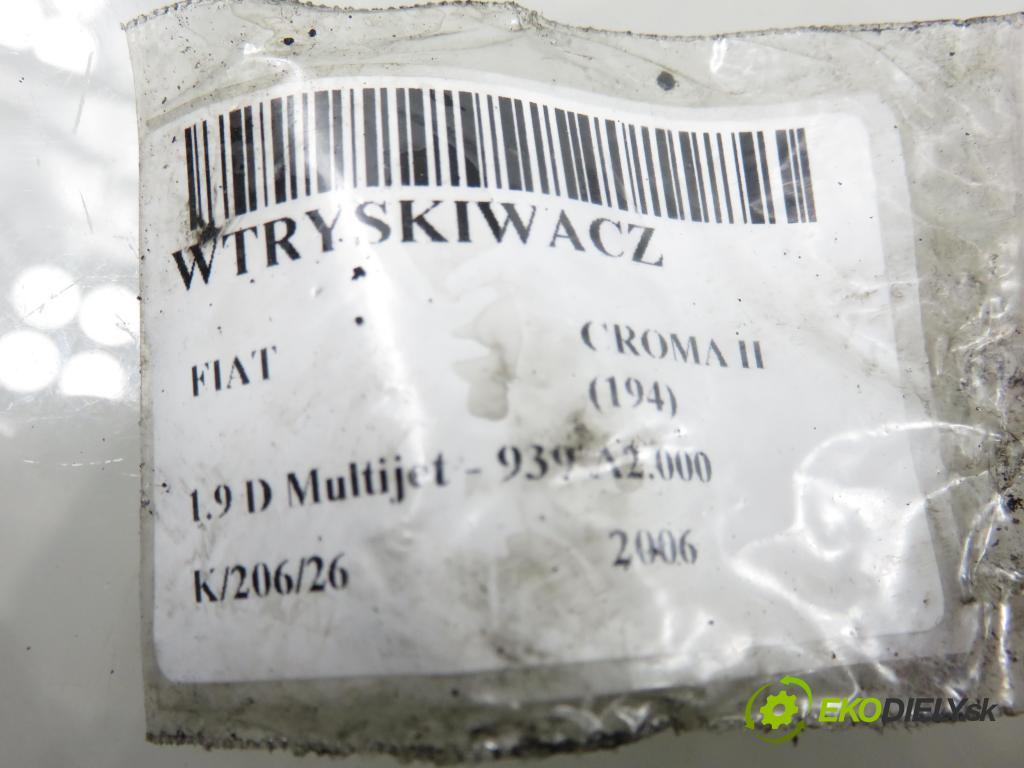 WTRYSKIWACZ
FIAT
CROMA II
(194)
1.9 D Multijet - 939 A2.000
K/206/26
2006
EKODIELY.sk